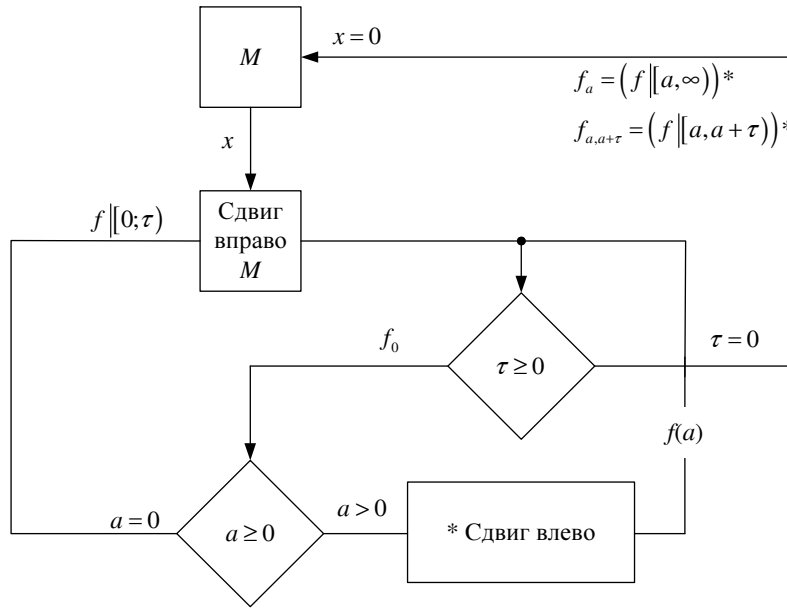 M
x = 0
f_a = (f|[a,∞))*
f_{a,a+τ} = (f|[a,a+τ))*
x
f|[0;τ)
Сдвиг
вправо
M
f_0
τ ≥ 0
τ = 0
f(a)
a = 0
a ≥ 0
a > 0
* Сдвиг влево